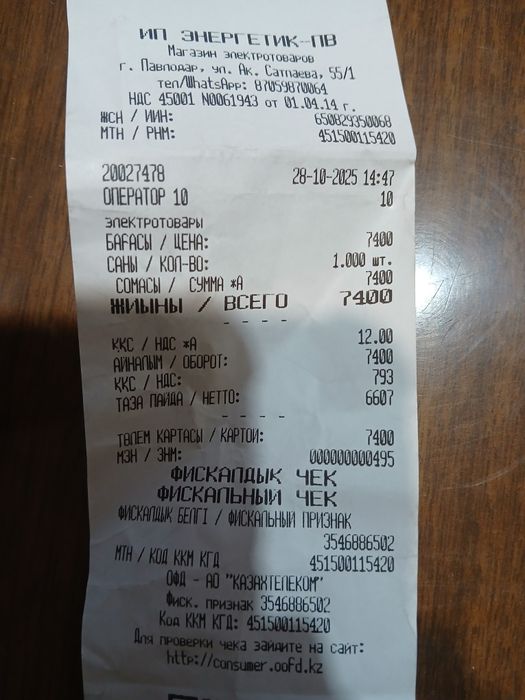 ИП ЭНЕРГЕТИК-ПВ
Магазин электротоваров
г. Павлодар, ул. Ак. Сатпаева, 55/1
тел/WhatsApp: 87059870064
НДС 45001 N0061943 от 01.04.14 г.
ЖСН / ИИН: 650829350068
МТН / РНМ: 451500115420
20027478 28-10-2025 14:47
ОПЕРАТОР 10 10
электротовары
БАҒАСЫ / ЦЕНА: 7400
САНЫ / КОЛ-ВО: 1.000 шт.
СОМАСЫ / СУММА *А 7400
ЖИЫНЫ / ВСЕГО 7400
- - - -
ҚҚС / НДС *А 12.00
АЙНАЛЫМ / ОБОРОТ: 7400
ҚҚС / НДС: 793
ТАЗА ПАЙДА / НЕТТО: 6607
- - - -
ТӨЛЕМ КАРТАСЫ / КАРТОЙ: 7400
МЗН / ЗНМ: 000000000495
ФИСКАЛДЫҚ ЧЕК
ФИСКАЛЬНЫЙ ЧЕК
ФИСКАЛДЫҚ БЕЛГІ / ФИСКАЛЬНЫЙ ПРИЗНАК
3546886502
МТН / КОД ККМ КГД 451500115420
ОФД - АО "КАЗАХТЕЛЕКОМ"
Фиск. признак 3546886502
Код ККМ КГД: 451500115420
Для проверки чека зайдите на сайт:
http://consumer.oofd.kz